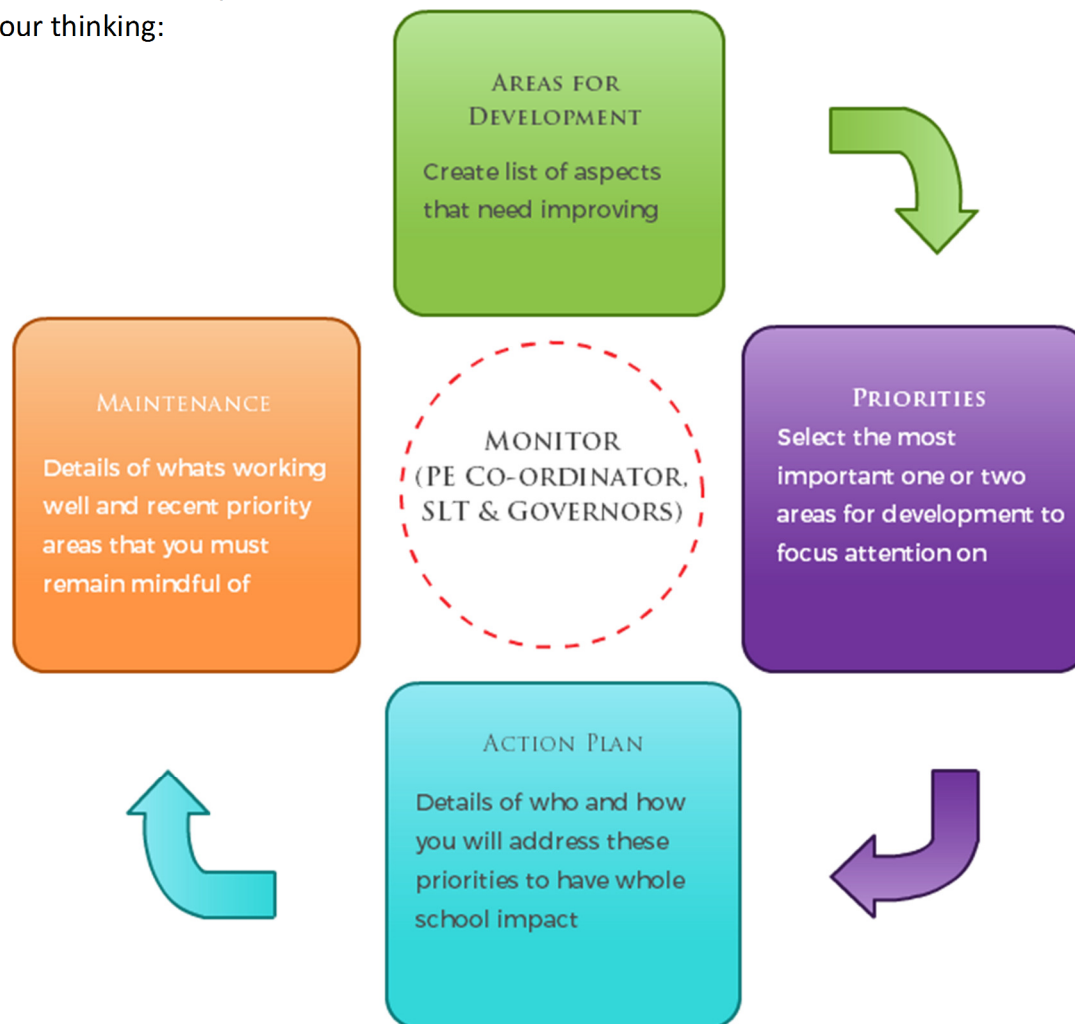 our thinking:
AREAS FOR
DEVELOPMENT
Create list of aspects
that need improving
MAINTENANCE
Details of whats working
well and recent priority
areas that you must
remain mindful of
MONITOR
(PE CO-ORDINATOR,
SLT & GOVERNORS)
PRIORITIES
Select the most
important one or two
areas for development to
focus attention on
ACTION PLAN
Details of who and how
you will address these
priorities to have whole
school impact